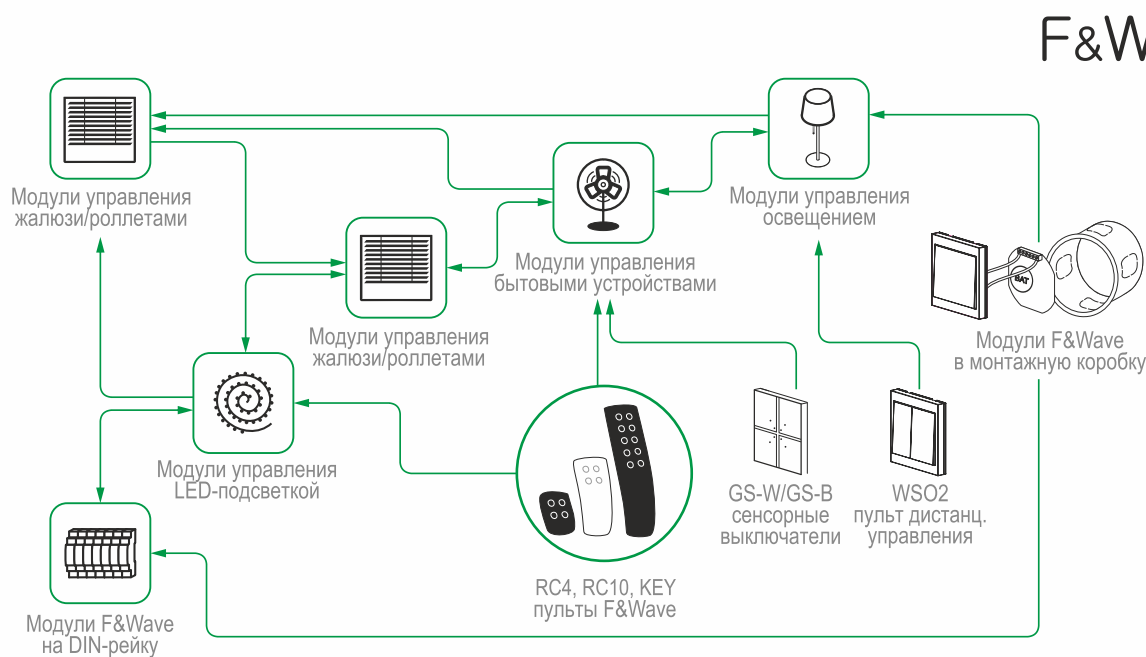 F&W
Модули управления
жалюзи/роллетами
Модули управления
бытовыми устройствами
Модули управления
освещением
BAT
Модули F&Wave
в монтажную коробку
Модули управления
жалюзи/роллетами
Модули управления
LED-подсветкой
GS-W/GS-B
сенсорные
выключатели
WSO2
пульт дистанц.
управления
RC4, RC10, KEY
пульты F&Wave
Модули F&Wave
на DIN-рейку